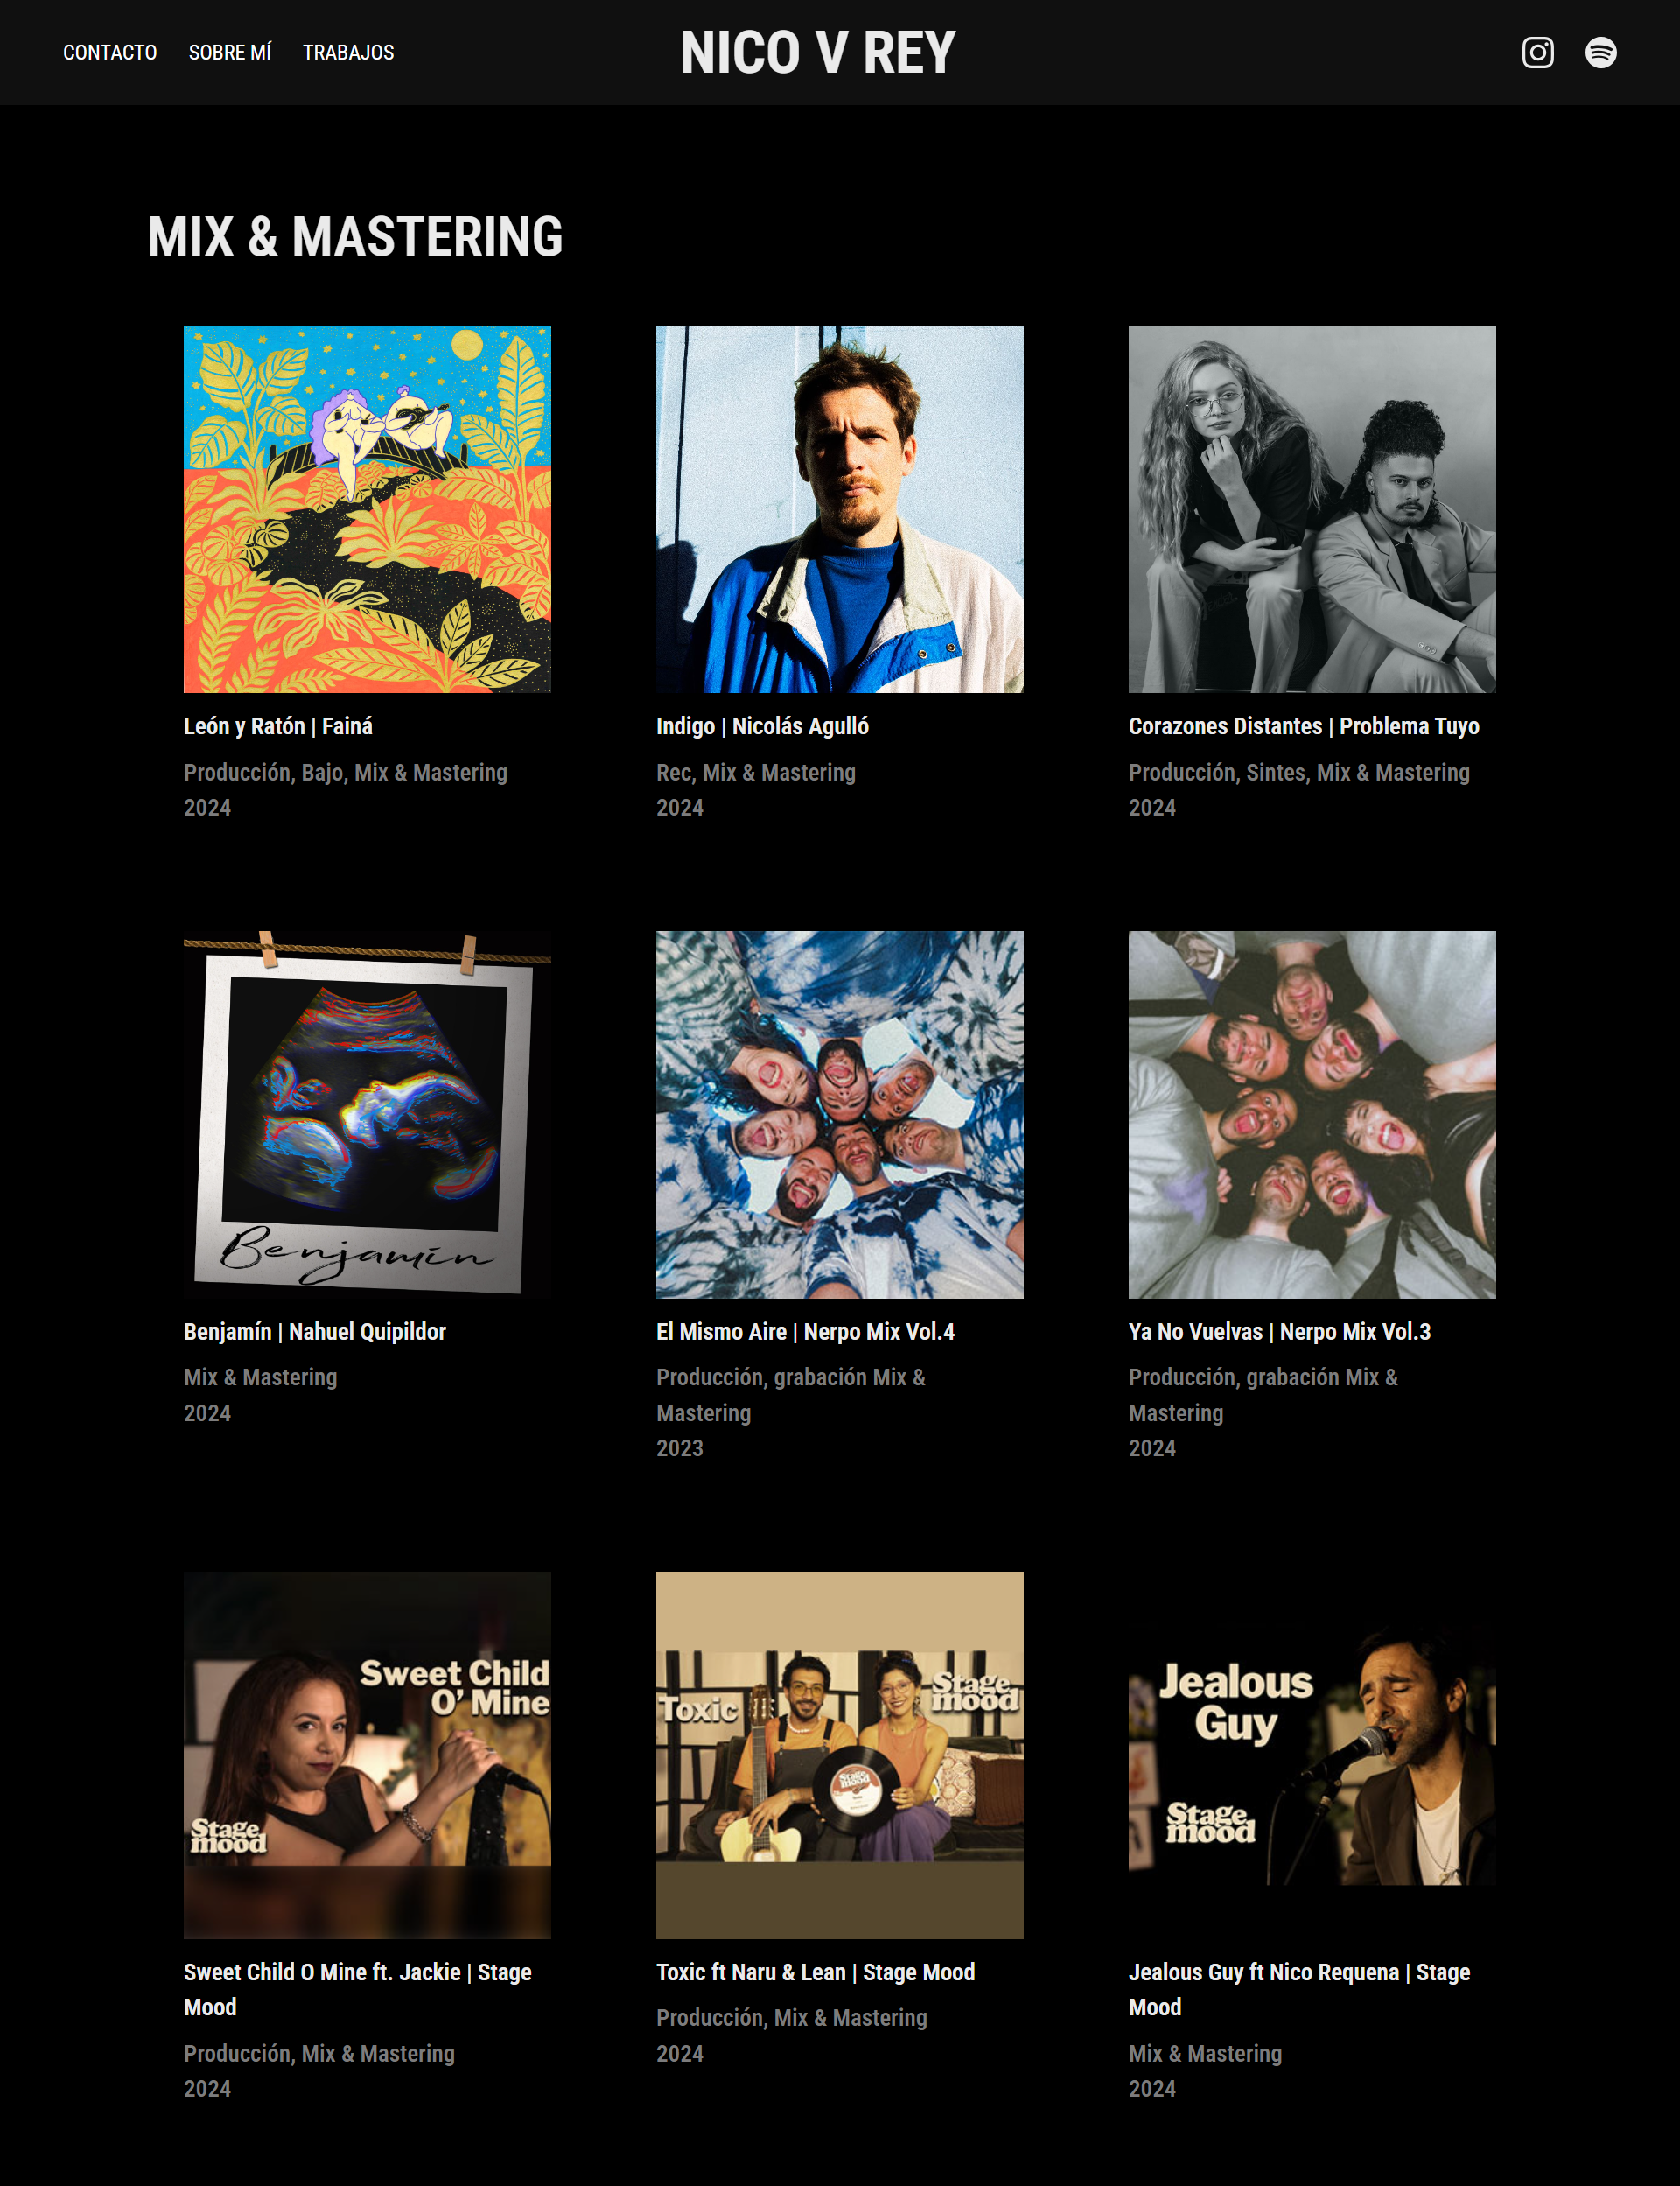 CONTACTO
SOBRE MÍ
TRABAJOS
NICO V REY
MIX & MASTERING
León y Ratón | Fainá
Producción, Bajo, Mix & Mastering
2024
Indigo | Nicolás Agulló
Rec, Mix & Mastering
2024
Corazones Distantes | Problema Tuyo
Producción, Sintes, Mix & Mastering
2024
Benjamín
Benjamín | Nahuel Quipildor
Mix & Mastering
2024
El Mismo Aire | Nerpo Mix Vol.4
Producción, grabación Mix &
Mastering
2023
Ya No Vuelvas | Nerpo Mix Vol.3
Producción, grabación Mix &
Mastering
2024
Sweet Child
O' Mine
Stage
mood
Sweet Child O Mine ft. Jackie | Stage
Mood
Producción, Mix & Mastering
2024
Toxic
Stage
mood
Stage
mood
Toxic ft Naru & Lean | Stage Mood
Producción, Mix & Mastering
2024
Jealous
Guy
Stage
mood
Jealous Guy ft Nico Requena | Stage
Mood
Mix & Mastering
2024